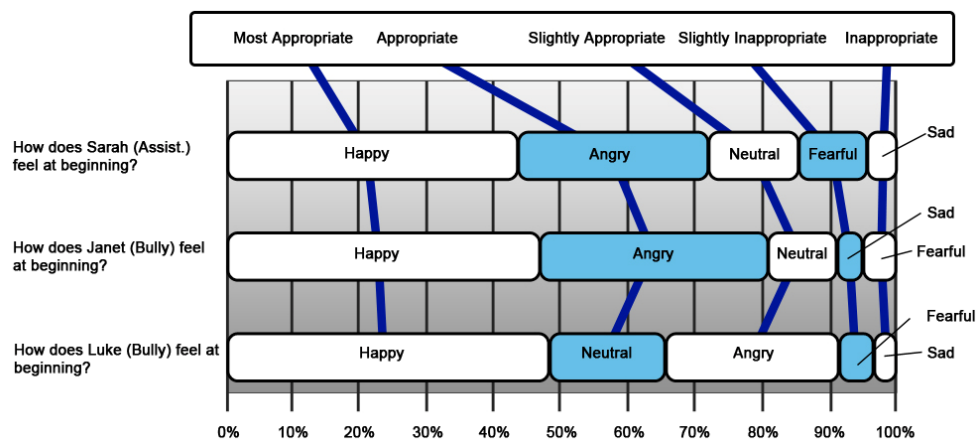 Most Appropriate Appropriate Slightly Appropriate Slightly Inappropriate Inappropriate
How does Sarah (Assist.)
feel at beginning?
Happy Angry Neutral Fearful Sad
How does Janet (Bully) feel
at beginning?
Happy Angry Neutral Sad Fearful
How does Luke (Bully) feel at
beginning?
Happy Neutral Angry Fearful Sad
0% 10% 20% 30% 40% 50% 60% 70% 80% 90% 100%